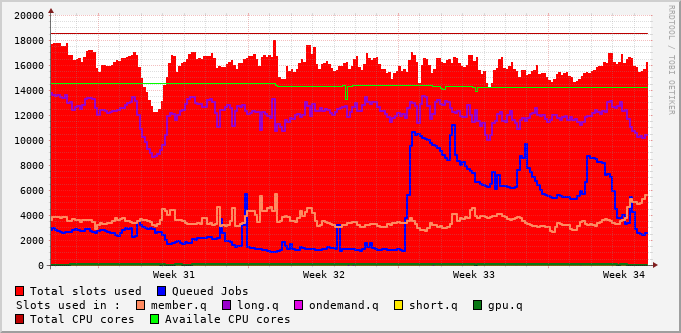 20000
18000
16000
14000
12000
10000
8000
6000
4000
2000
0
Week 31 Week 32 Week 33 Week 34
RRDTOOL / TOBI OETIKER
Total slots used Queued Jobs
Slots used in : member.q long.q ondemand.q short.q gpu.q
Total CPU cores Availale CPU cores